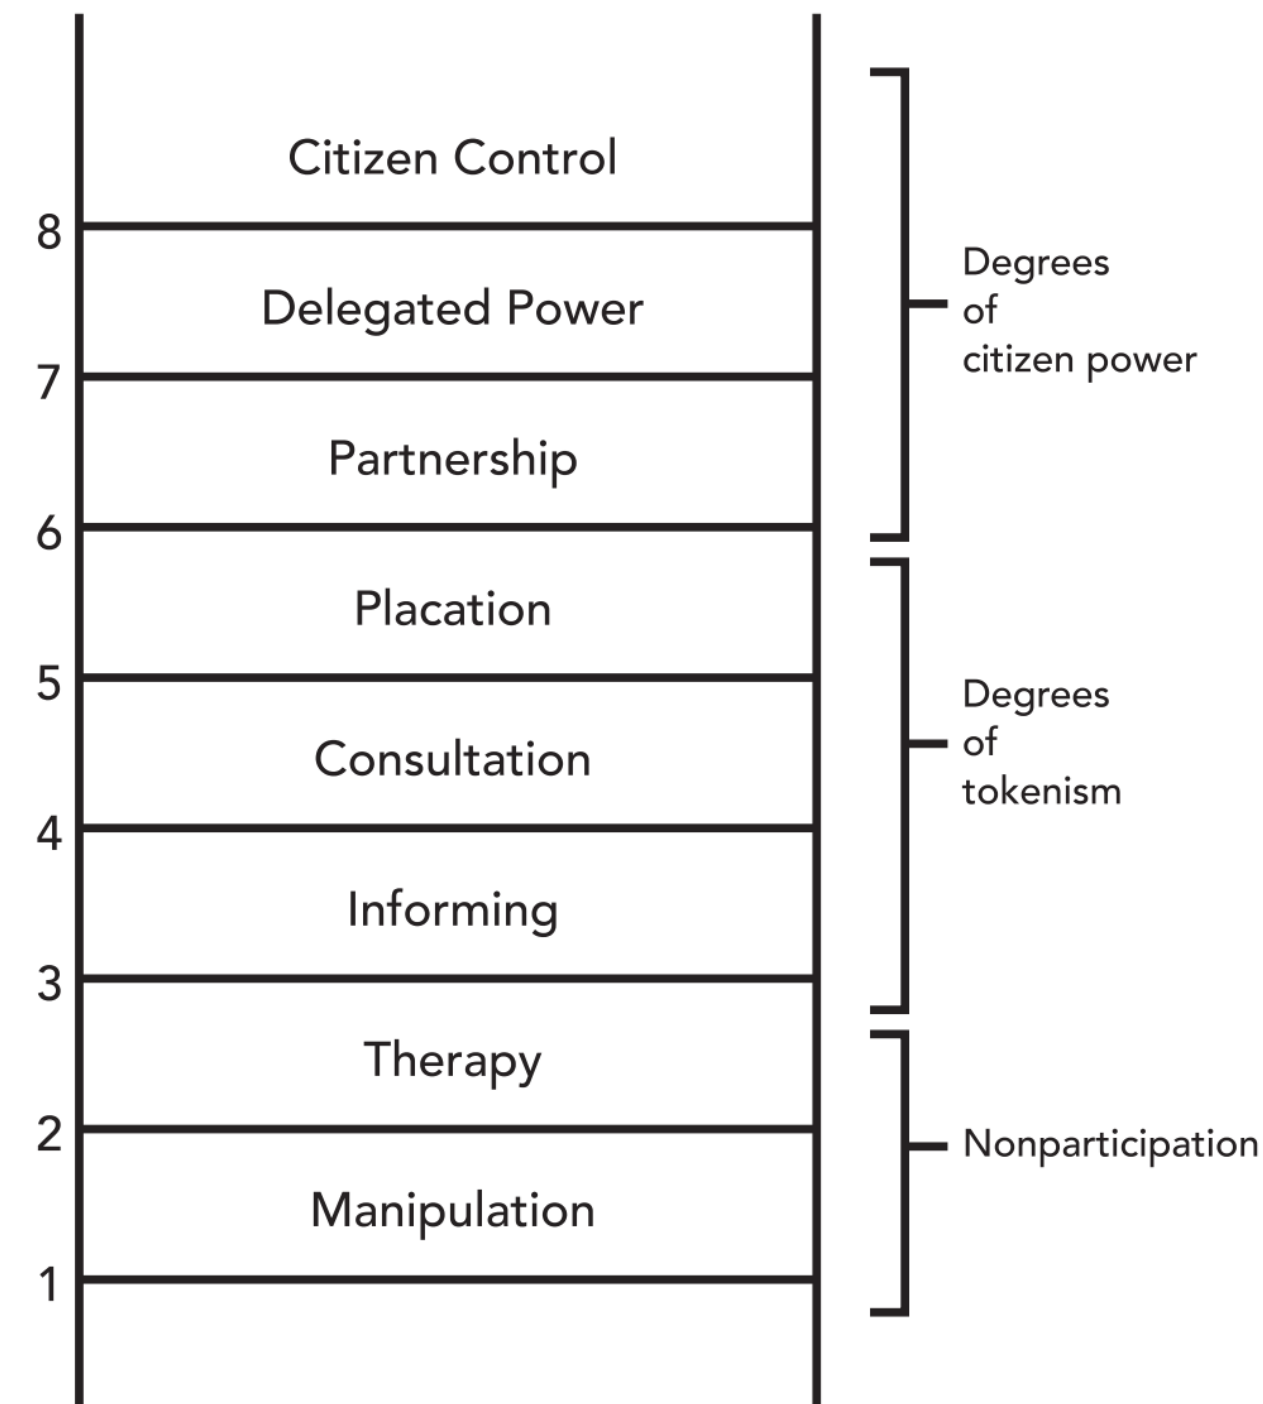 Citizen Control
8
Delegated Power
7
Partnership
6
Placation
5
Consultation
4
Informing
3
Therapy
2
Manipulation
1
Degrees
of
citizen power
Degrees
of
tokenism
Nonparticipation